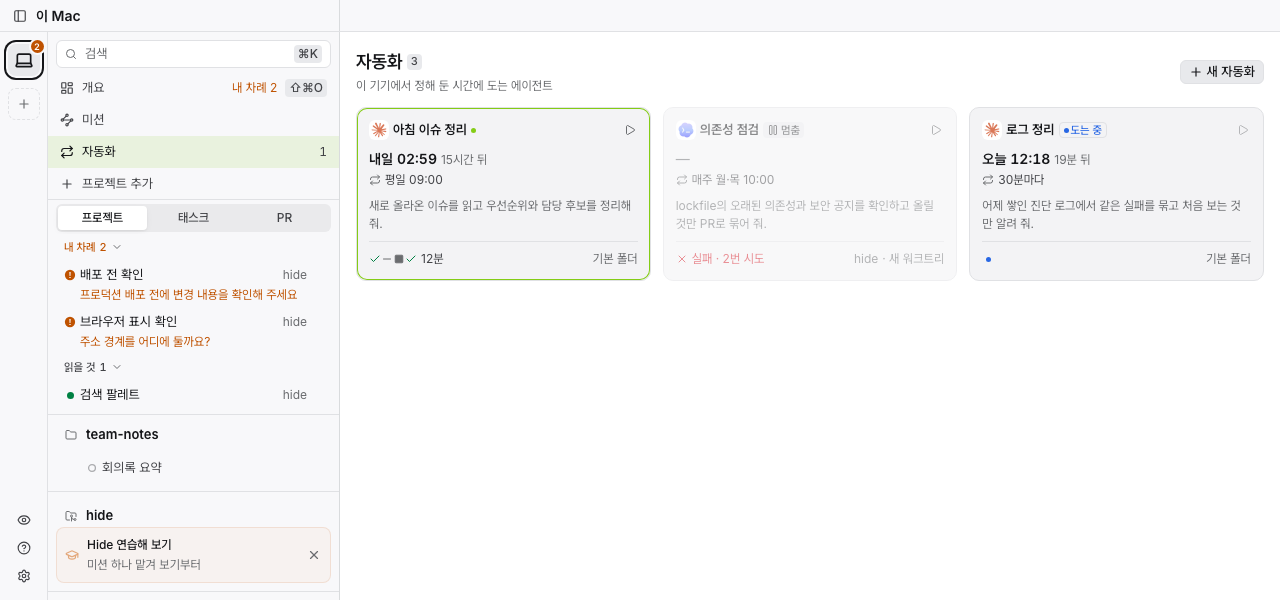 이 Mac
2
검색
⌘K
개요
내 차례 2
⇧⌘O
미션
자동화
1
프로젝트 추가
프로젝트
태스크
PR
내 차례 2
배포 전 확인
hide
프로덕션 배포 전에 변경 내용을 확인해 주세요
브라우저 표시 확인
hide
주소 경계를 어디에 둘까요?
읽을 것 1
검색 팔레트
hide
team-notes
회의록 요약
hide
Hide 연습해 보기
미션 하나 맡겨 보기부터
자동화 3
이 기기에서 정해 둔 시간에 도는 에이전트
새 자동화
아침 이슈 정리
내일 02:59 15시간 뒤
평일 09:00
새로 올라온 이슈를 읽고 우선순위와 담당 후보를 정리해
줘.
12분
기본 폴더
의존성 점검
멈춤
—
매주 월·목 10:00
lockfile의 오래된 의존성과 보안 공지를 확인하고 올릴
것만 PR로 묶어 줘.
실패 · 2번 시도
hide · 새 워크트리
로그 정리
도는 중
오늘 12:18 19분 뒤
30분마다
어제 쌓인 진단 로그에서 같은 실패를 묶고 처음 보는 것
만 알려 줘.
기본 폴더